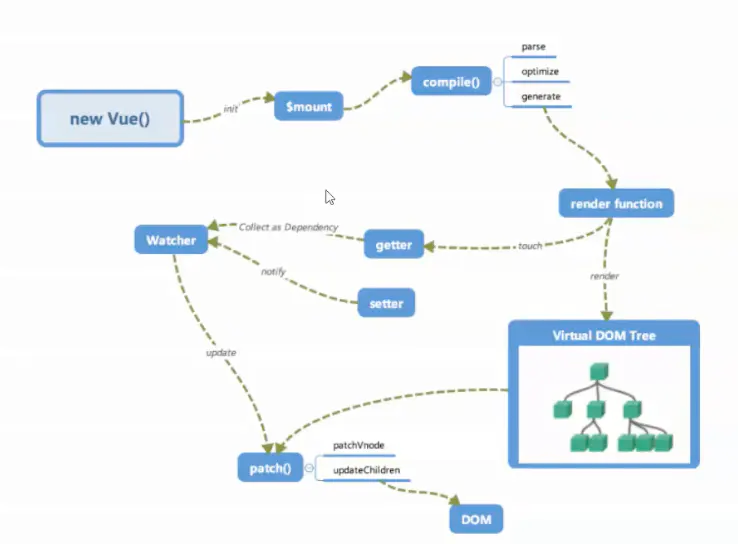 parse
compile()
optimize
generate
new Vue()
init
$mount
render function
Collect as Dependency
Watcher
getter
touch
notify
render
setter
Virtual DOM Tree
update
patchVnode
patch()
updateChildren
DOM